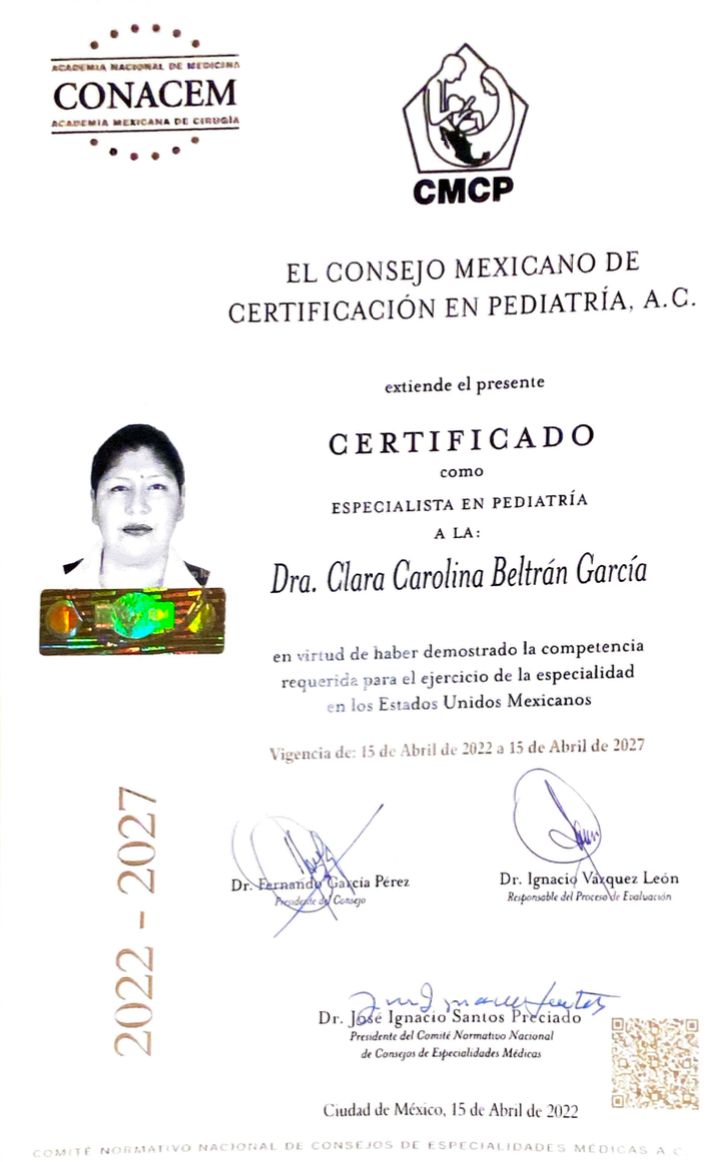 ACADEMIA NACIONAL DE MEDICINA
CONACEM
ACADEMIA MEXICANA DE CIRUGÍA
CMCP
EL CONSEJO MEXICANO DE
CERTIFICACIÓN EN PEDIATRÍA, A.C.
extiende el presente
CERTIFICADO
como
ESPECIALISTA EN PEDIATRÍA
A LA:
Dra. Clara Carolina Beltrán García
en virtud de haber demostrado la competencia
requerida para el ejercicio de la especialidad
en los Estados Unidos Mexicanos
Vigencia de: 15 de Abril de 2022 a 15 de Abril de 2027
2022 - 2027
Dr. Fernando García Pérez
Presidente del Consejo
Dr. Ignacio Vázquez León
Responsable del Proceso de Evaluación
Dr. José Ignacio Santos Preciado
Presidente del Comité Normativo Nacional
de Consejos de Especialidades Médicas
Ciudad de México, 15 de Abril de 2022
COMITÉ NORMATIVO NACIONAL DE CONSEJOS DE ESPECIALIDADES MÉDICAS A.C.